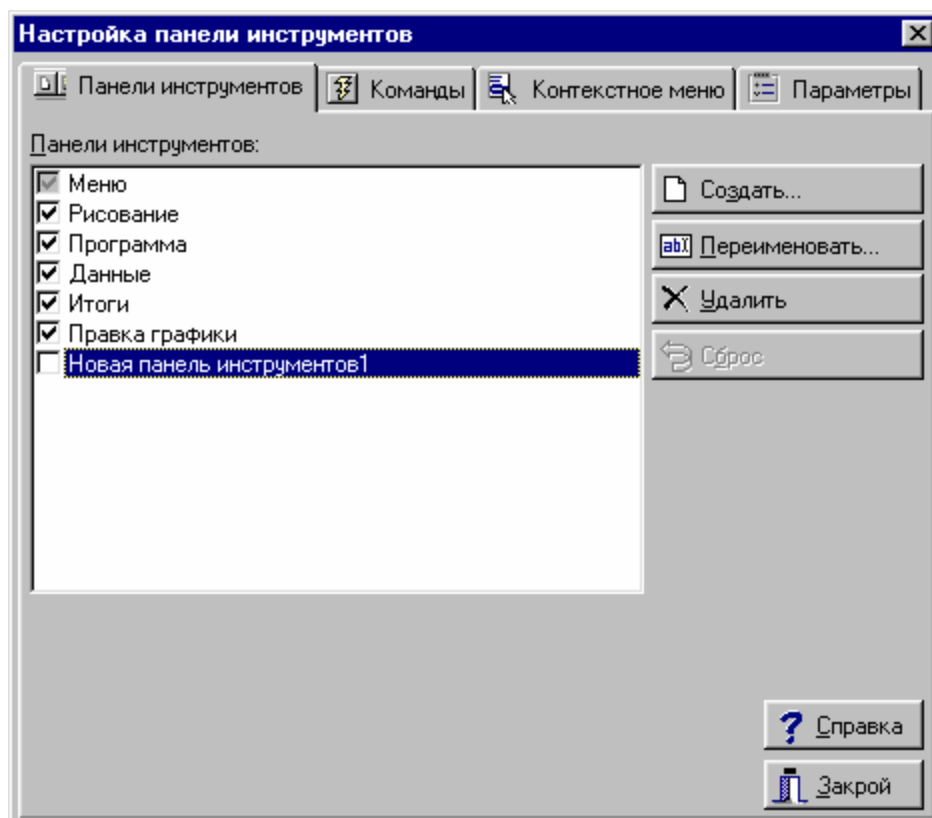 Настройка панели инструментов
Панели инструментов
Команды
Контекстное меню
Параметры
Панели инструментов:
Меню
Рисование
Программа
Данные
Итоги
Правка графики
Новая панель инструментов1
Создать...
Переименовать...
Удалить
Сброс
Справка
Закрой